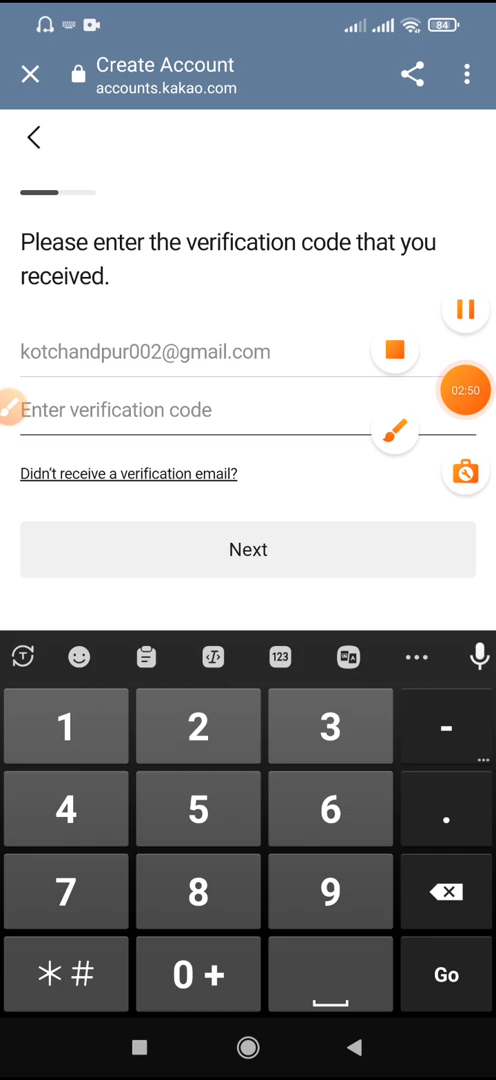 84
Create Account
accounts.kakao.com
Please enter the verification code that you
received.
kotchandpur002@gmail.com
02:50
Enter verification code
Didn't receive a verification email?
Next
123
1 2 3 -
4 5 6 .
7 8 9
*# 0 + Go